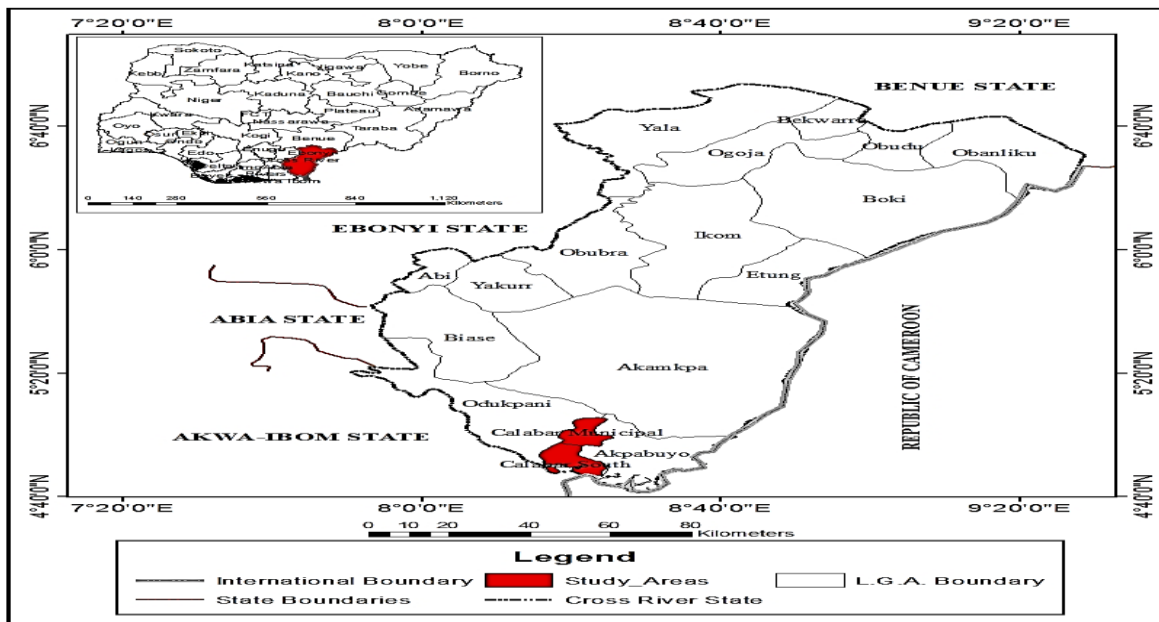 7°20'0"E 8°0'0"E 8°40'0"E 9°20'0"E
Sokoto
Katsina
Kebbi
Zamfara
Kano
Jigawa
Yobe
Borno
Kaduna
Bauchi
Gombe
Niger
Adamawa
Kwara
Plateau
Nassarawa
Oyo
Taraba
Kogi
Benue
Ogun
Ondo
Edo
0 140 280 560 840 1,120
Kilometers
BENUE STATE
6°40'0"N 6°40'0"N
Yala
Bekwarra
Ogoja
Obudu
Obanliku
Boki
EBONYI STATE
Ikom
6°0'0"N 6°0'0"N
Obubra
Etung
Abi
Yakurr
ABIA STATE
Biase
REPUBLIC OF CAMEROON
5°20'0"N 5°20'0"N
Akamkpa
Odukpani
AKWA-IBOM STATE
Calabar Municipal
Akpabuyo
Calabar South
4°40'0"N 4°40'0"N
7°20'0"E 8°0'0"E 8°40'0"E 9°20'0"E
0 10 20 40 60 80
Kilometers
Legend
International Boundary Study_Areas L.G.A. Boundary
State Boundaries Cross River State